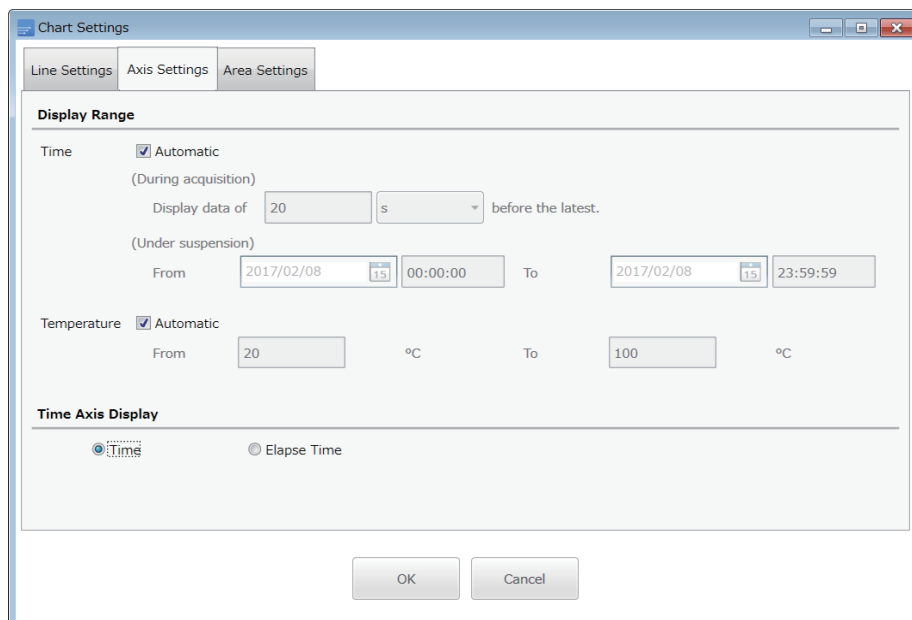 Chart Settings
Line Settings Axis Settings Area Settings
Display Range
Time Automatic
(During acquisition)
Display data of 20 s before the latest.
(Under suspension)
From 2017/02/08 15 00:00:00 To 2017/02/08 15 23:59:59
Temperature Automatic
From 20 ºC To 100 ºC
Time Axis Display
Time Elapse Time
OK Cancel